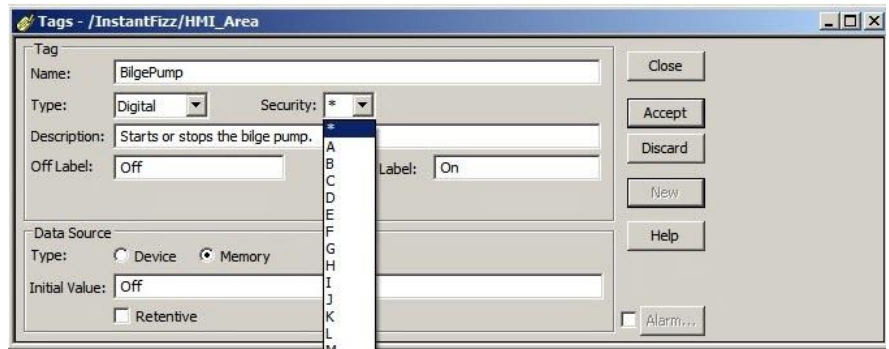 Tags - /InstantFizz/HMI_Area
Tag
Name: BilgePump
Type: Digital Security: *
Description: Starts or stops the bilge pump.
Off Label: Off Label: On
*
A
B
C
D
E
F
G
H
I
J
K
L
M
Data Source
Type: Device Memory
Initial Value: Off
Retentive
Close
Accept
Discard
New
Help
Alarm...